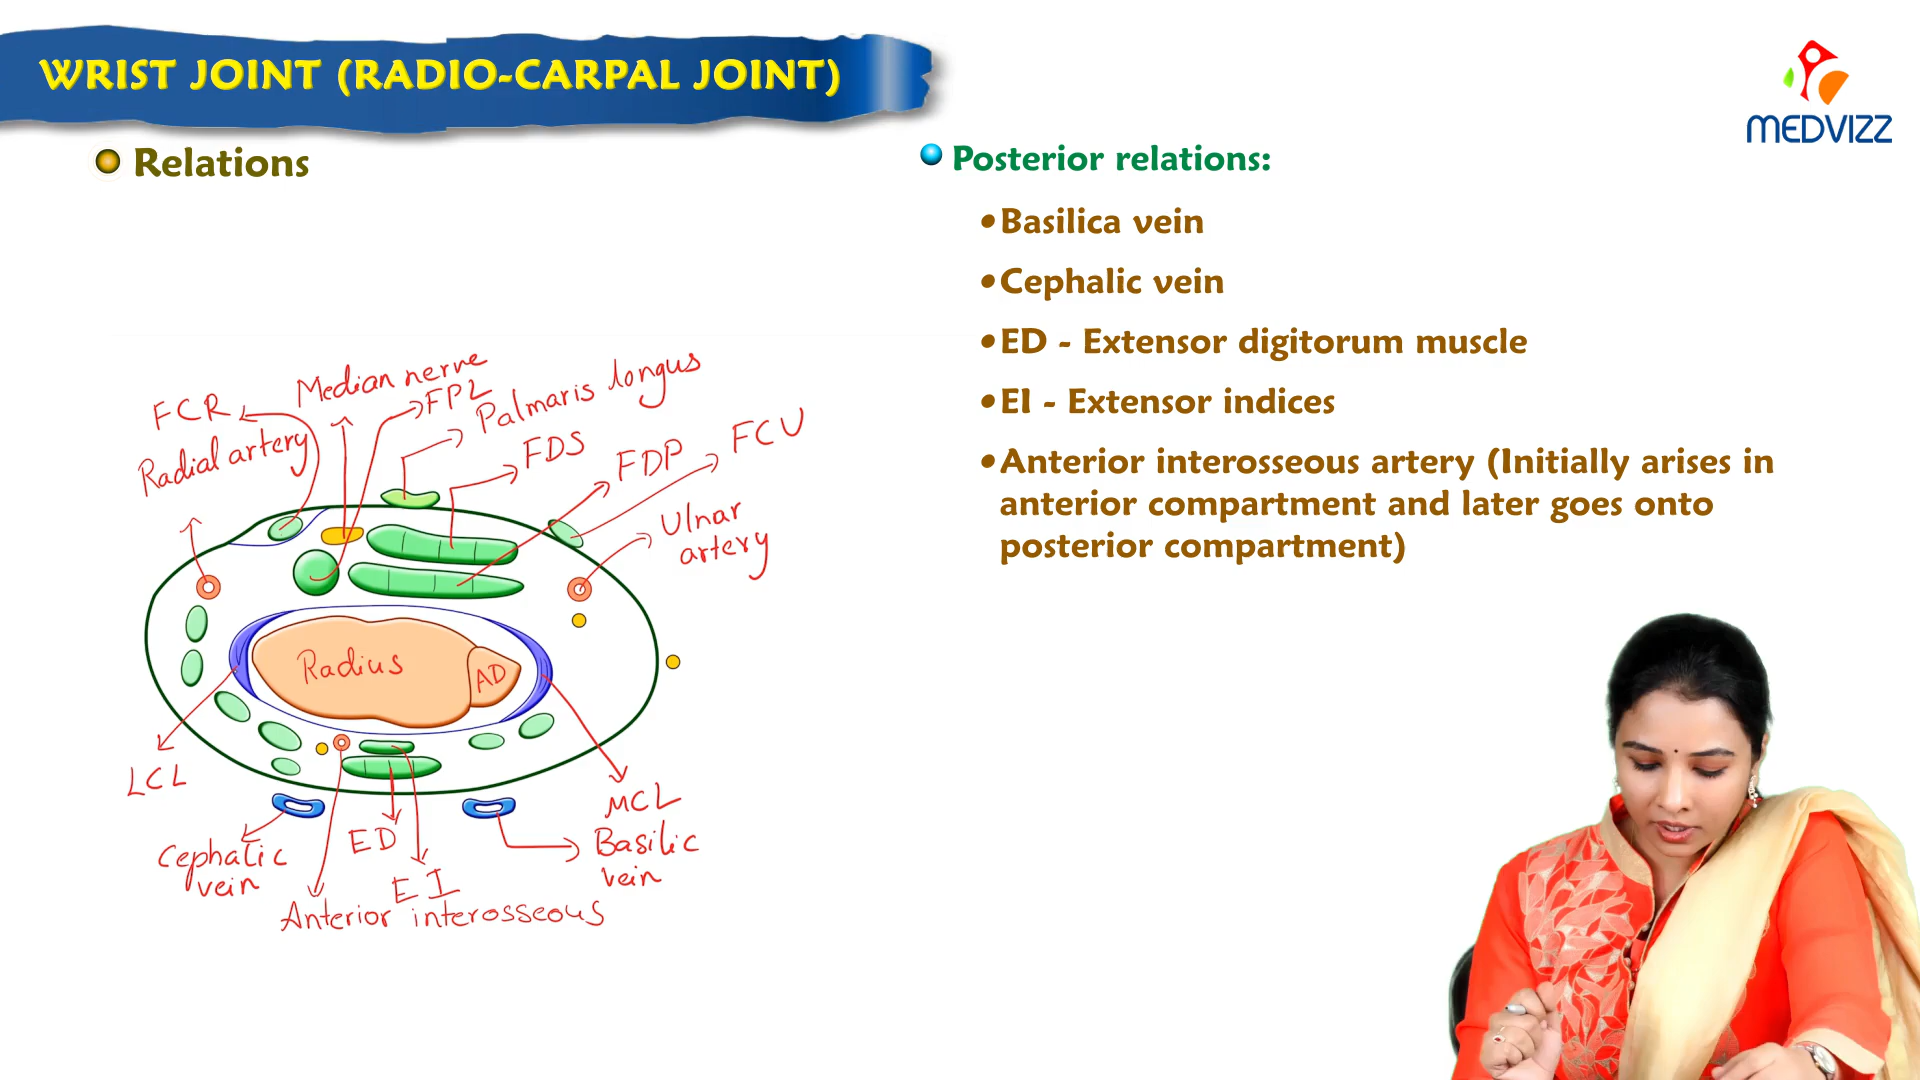 WRIST JOINT (RADIO-CARPAL JOINT)
MEDVIZZ
Relations
Posterior relations:
•Basilica vein
•Cephalic vein
•ED - Extensor digitorum muscle
•EI - Extensor indices
•Anterior interosseous artery (Initially arises in
anterior compartment and later goes onto
posterior compartment)
Median nerve
FCR
FPL
Palmaris longus
Radial artery
FDS
FDP
FCU
Ulnar
artery
Radius
AD
LCL
MCL
Cephalic
vein
ED
EI
Basilic
vein
Anterior interosseous